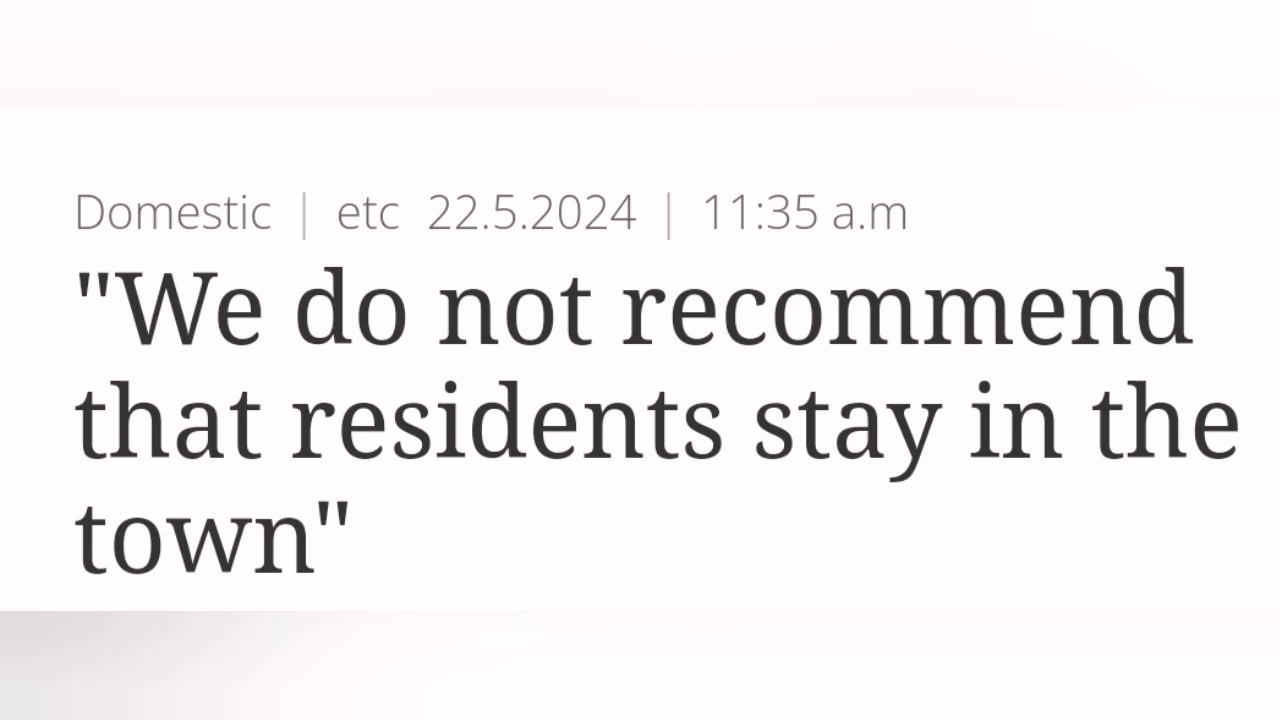 Domestic | etc 22.5.2024 | 11:35 a.m
"We do not recommend
that residents stay in the
town"